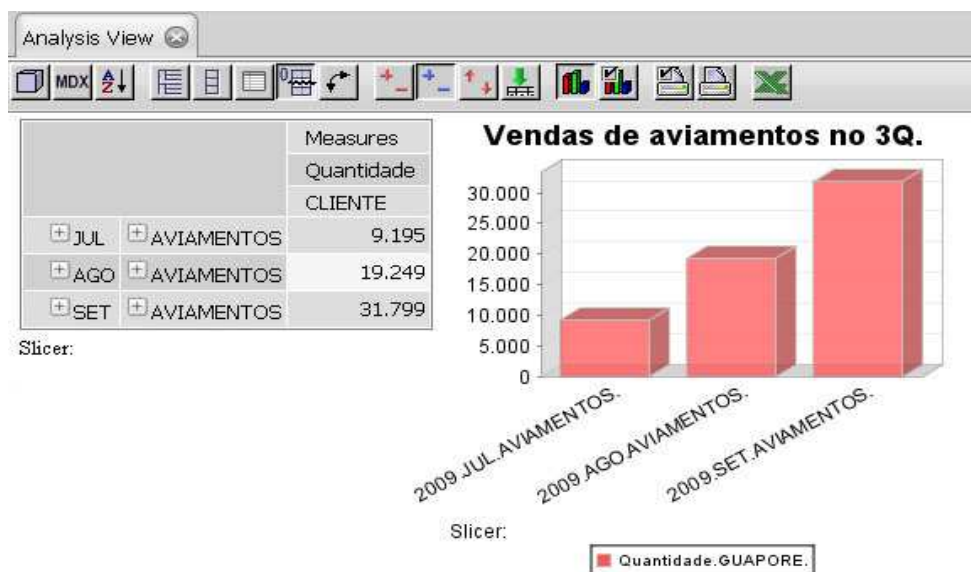 Analysis View
MDX
A
Z
0
Measures
Quantidade
CLIENTE
JUL AVIAMENTOS 9.195
AGO AVIAMENTOS 19.249
SET AVIAMENTOS 31.799
Slicer:
Vendas de aviamentos no 3Q.
30.000
25.000
20.000
15.000
10.000
5.000
0
2009.JUL.AVIAMENTOS.
2009.AGO.AVIAMENTOS.
2009.SET.AVIAMENTOS.
Slicer:
Quantidade.GUAPORE.